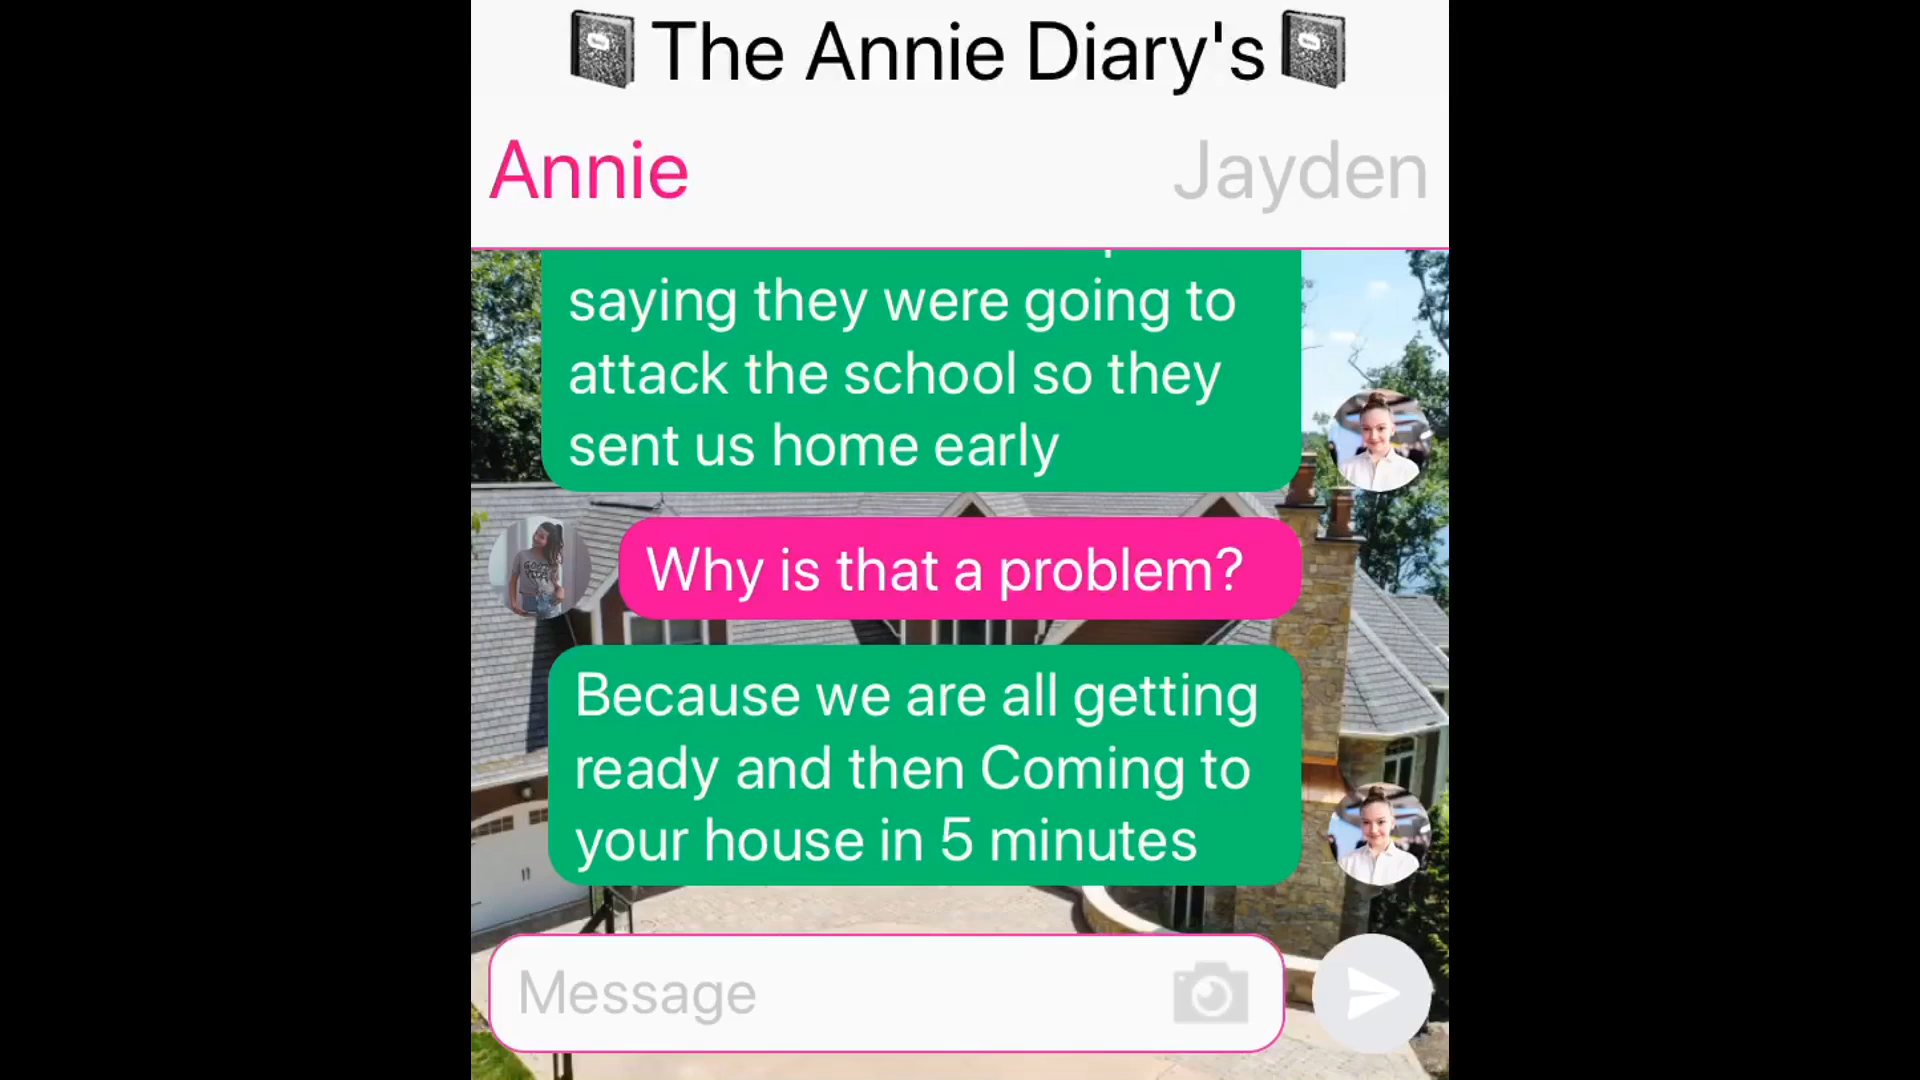 The Annie Diary's
Annie
Jayden
saying they were going to
attack the school so they
sent us home early
Why is that a problem?
Because we are all getting
ready and then Coming to
your house in 5 minutes
Message